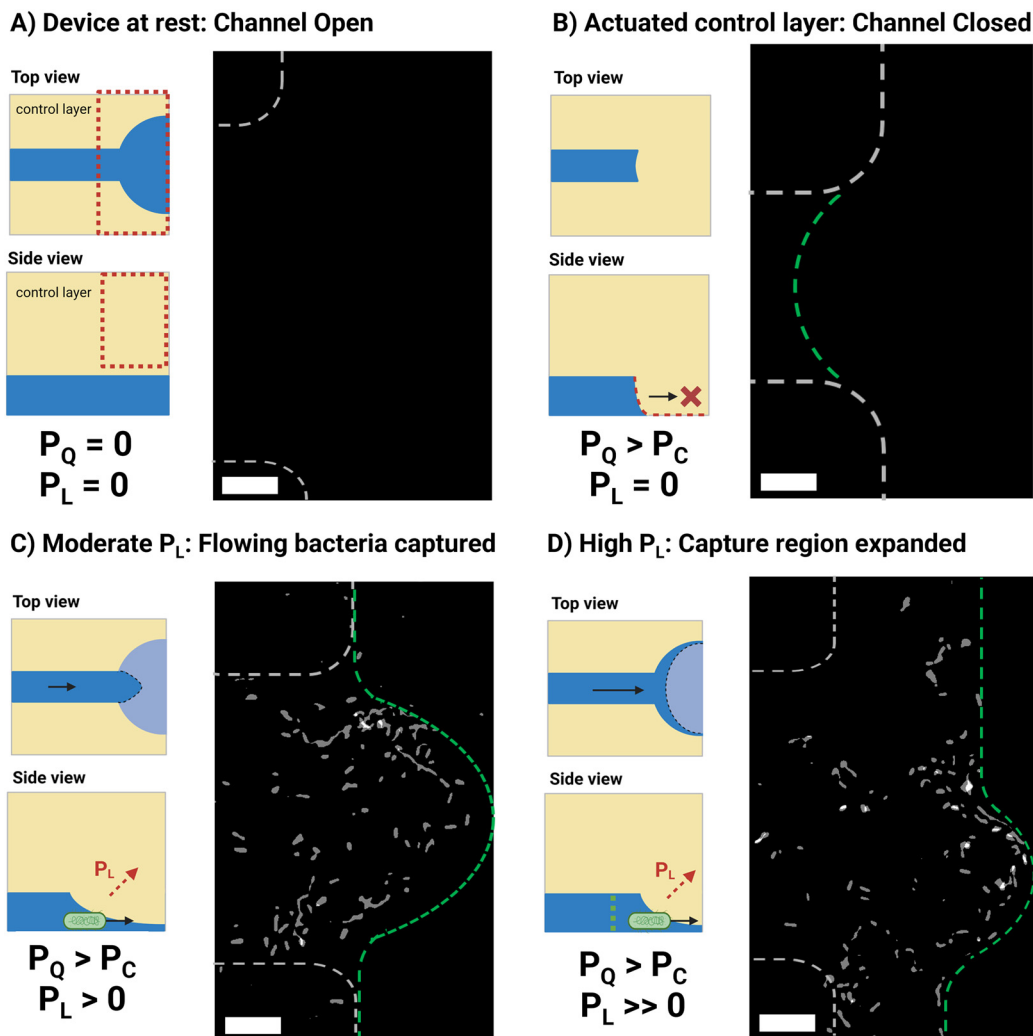 A) Device at rest: Channel Open
Top view
control layer
Side view
control layer
P_Q = 0
P_L = 0
B) Actuated control layer: Channel Closed
Top view
Side view
P_Q > P_C
P_L = 0
C) Moderate P_L: Flowing bacteria captured
Top view
Side view
P_L
P_Q > P_C
P_L > 0
D) High P_L: Capture region expanded
Top view
Side view
P_L
P_Q > P_C
P_L >> 0